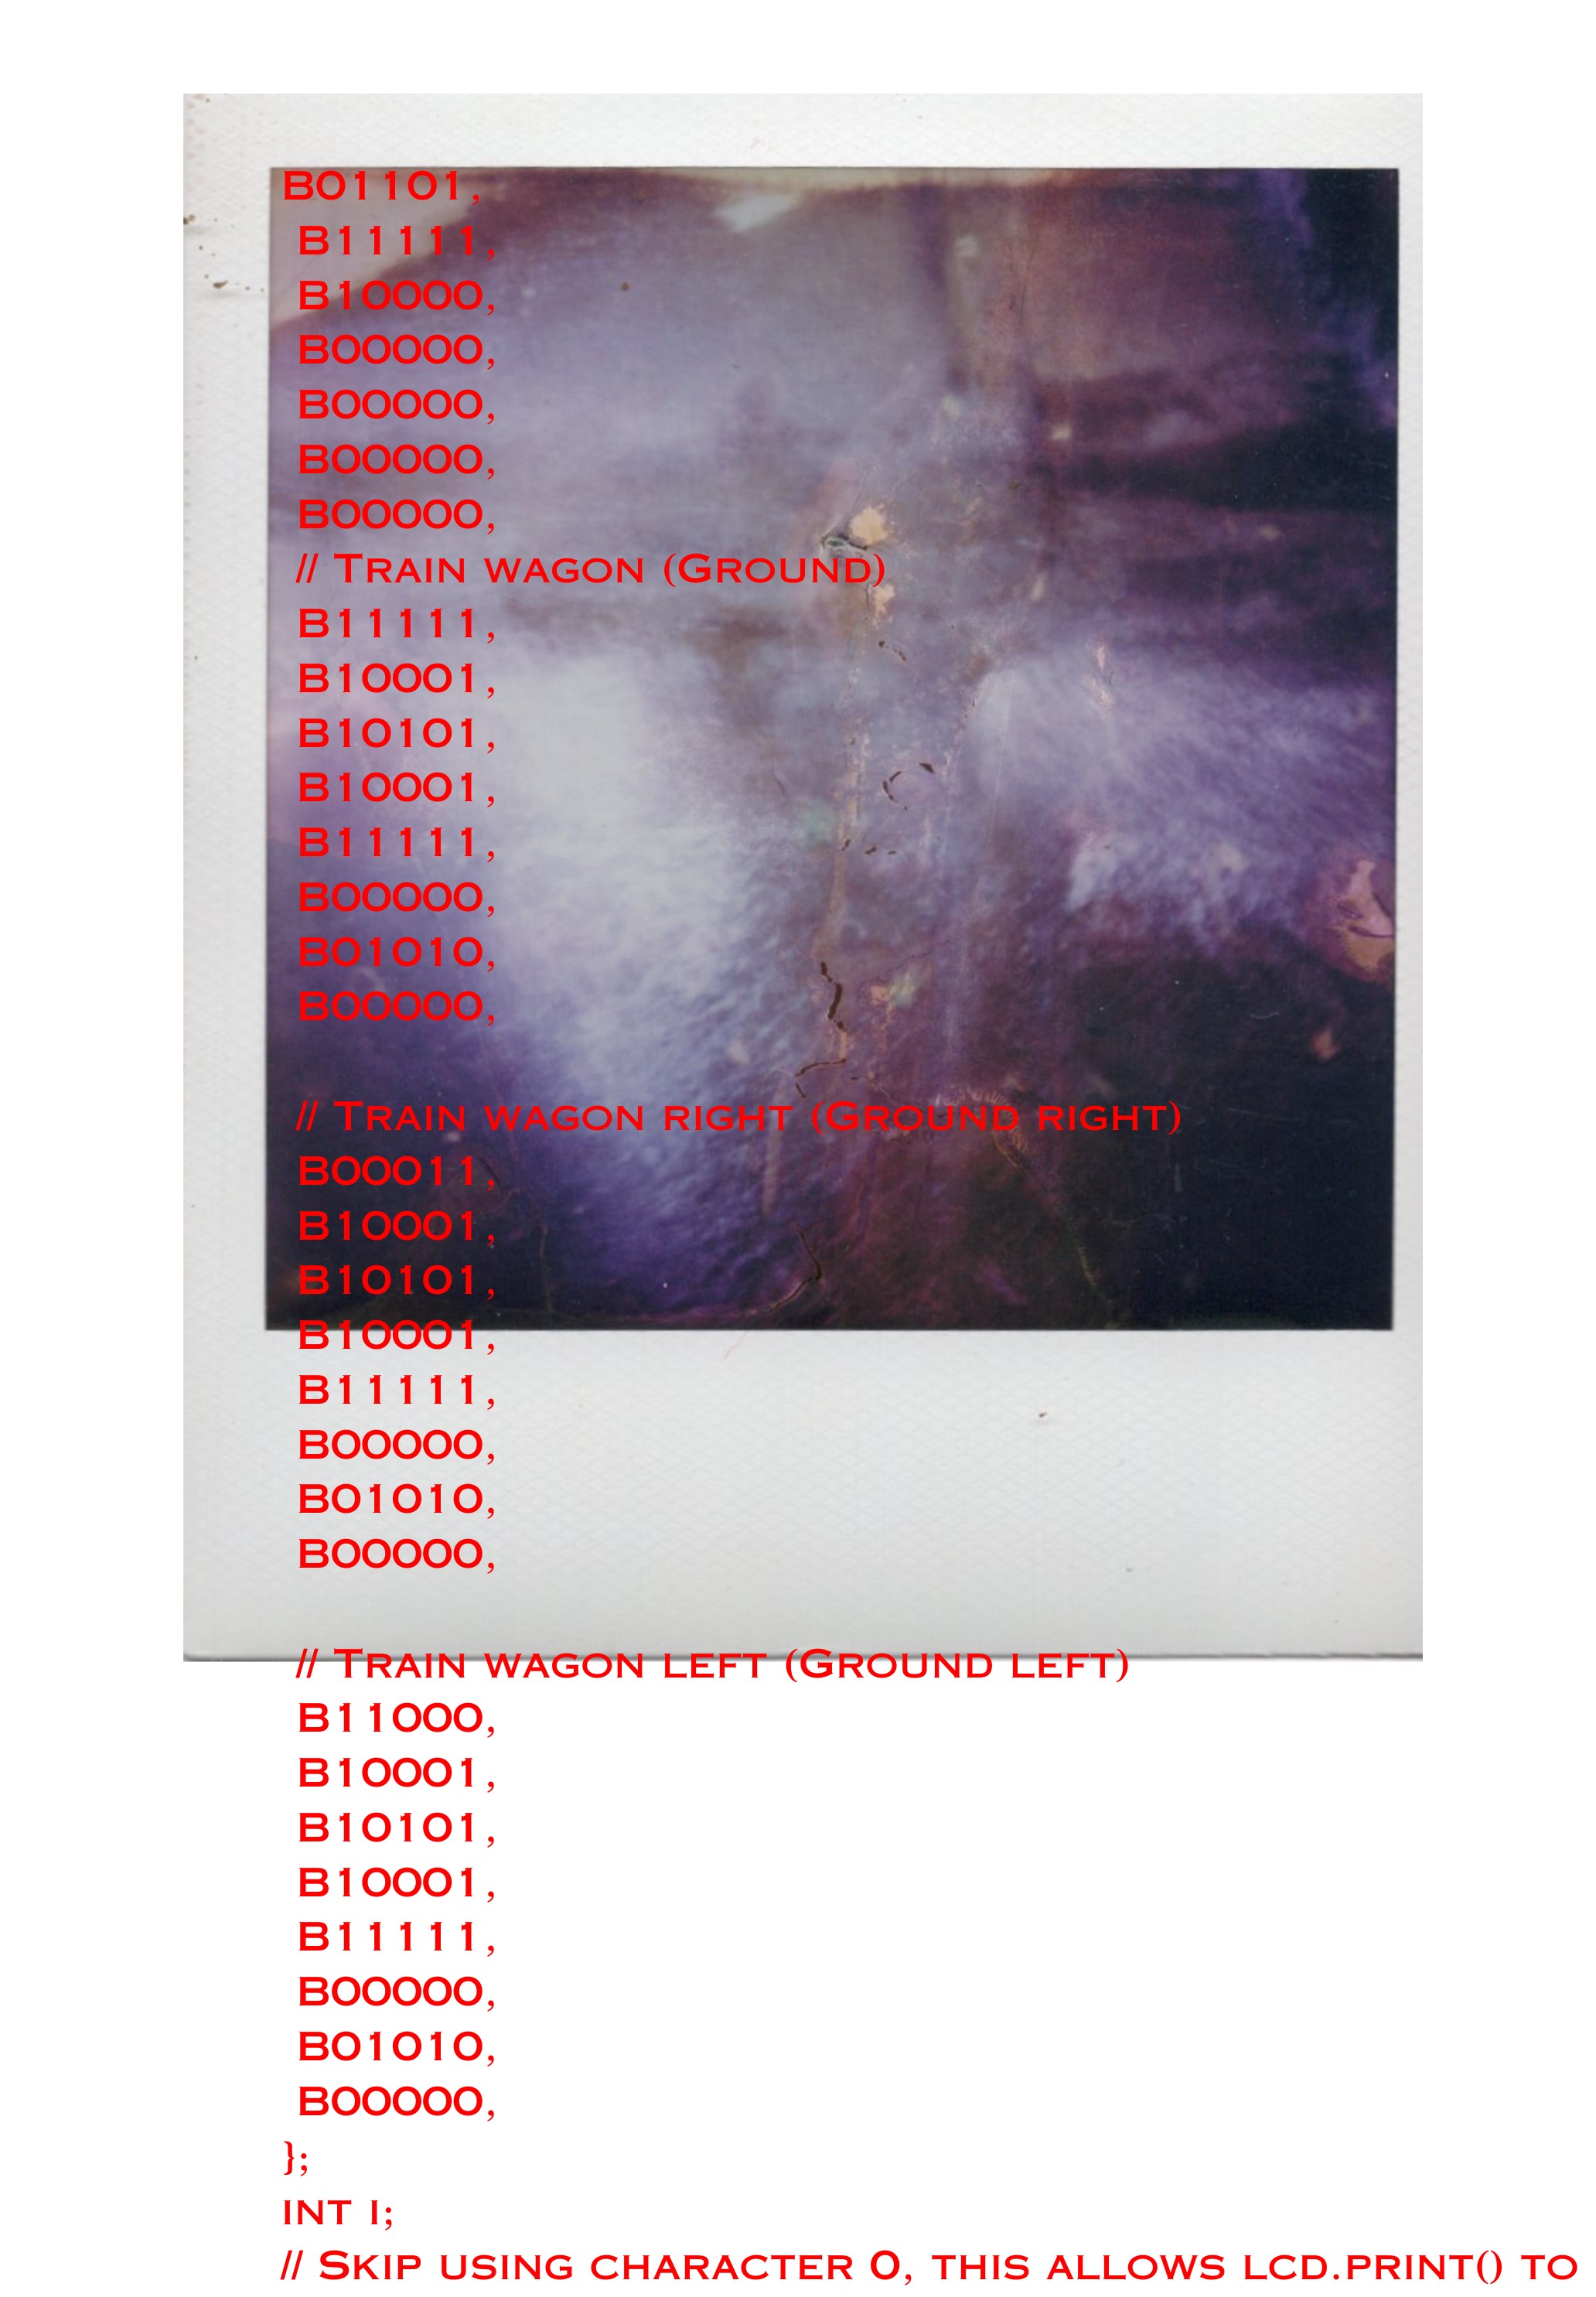 B01101,
B11111,
B10000,
B00000,
B00000,
B00000,
B00000,
// Train wagon (Ground)
B11111,
B10001,
B10101,
B10001,
B11111,
B00000,
B01010,
B00000,
// Train wagon right (Ground right)
B00011,
B10001,
B10101,
B10001,
B11111,
B00000,
B01010,
B00000,
// Train wagon left (Ground left)
B11000,
B10001,
B10101,
B10001,
B11111,
B00000,
B01010,
B00000,
};
int i;
// Skip using character 0, this allows lcd.print() to